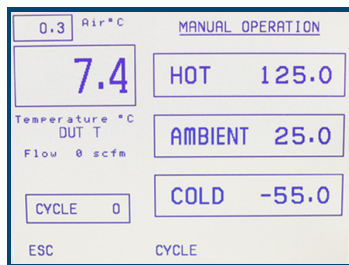 0.3 Air°C
7.4
Temperature °C
DUT T
Flow 0 scfm
CYCLE 0
ESC
MANUAL OPERATION
HOT 125.0
AMBIENT 25.0
COLD -55.0
CYCLE